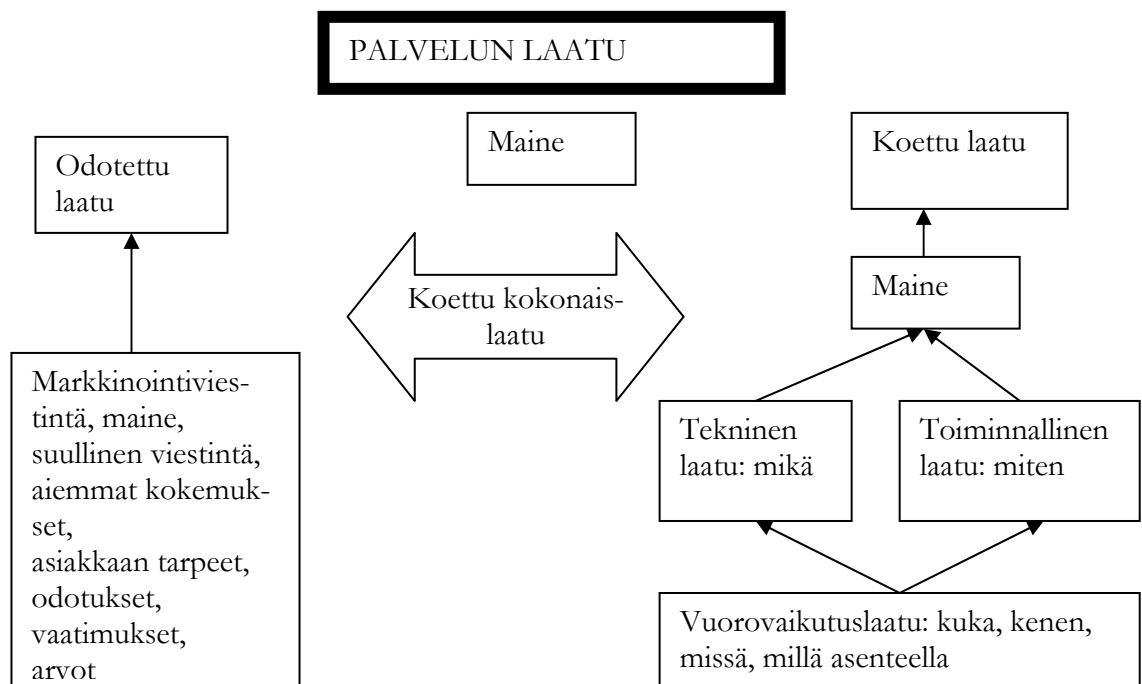 PALVELUN LAATU
Maine
Odotettu
laatu
Koettu laatu
Maine
Koettu kokonais-
laatu
Markkinointivies-
tintä, maine,
suullinen viestintä,
aiemmat kokemuk-
set,
asiakkaan tarpeet,
odotukset,
vaatimukset,
arvot
Tekninen
laatu: mikä
Toiminnallinen
laatu: miten
Vuorovaikutuslaatu: kuka, kenen,
missä, millä asenteella